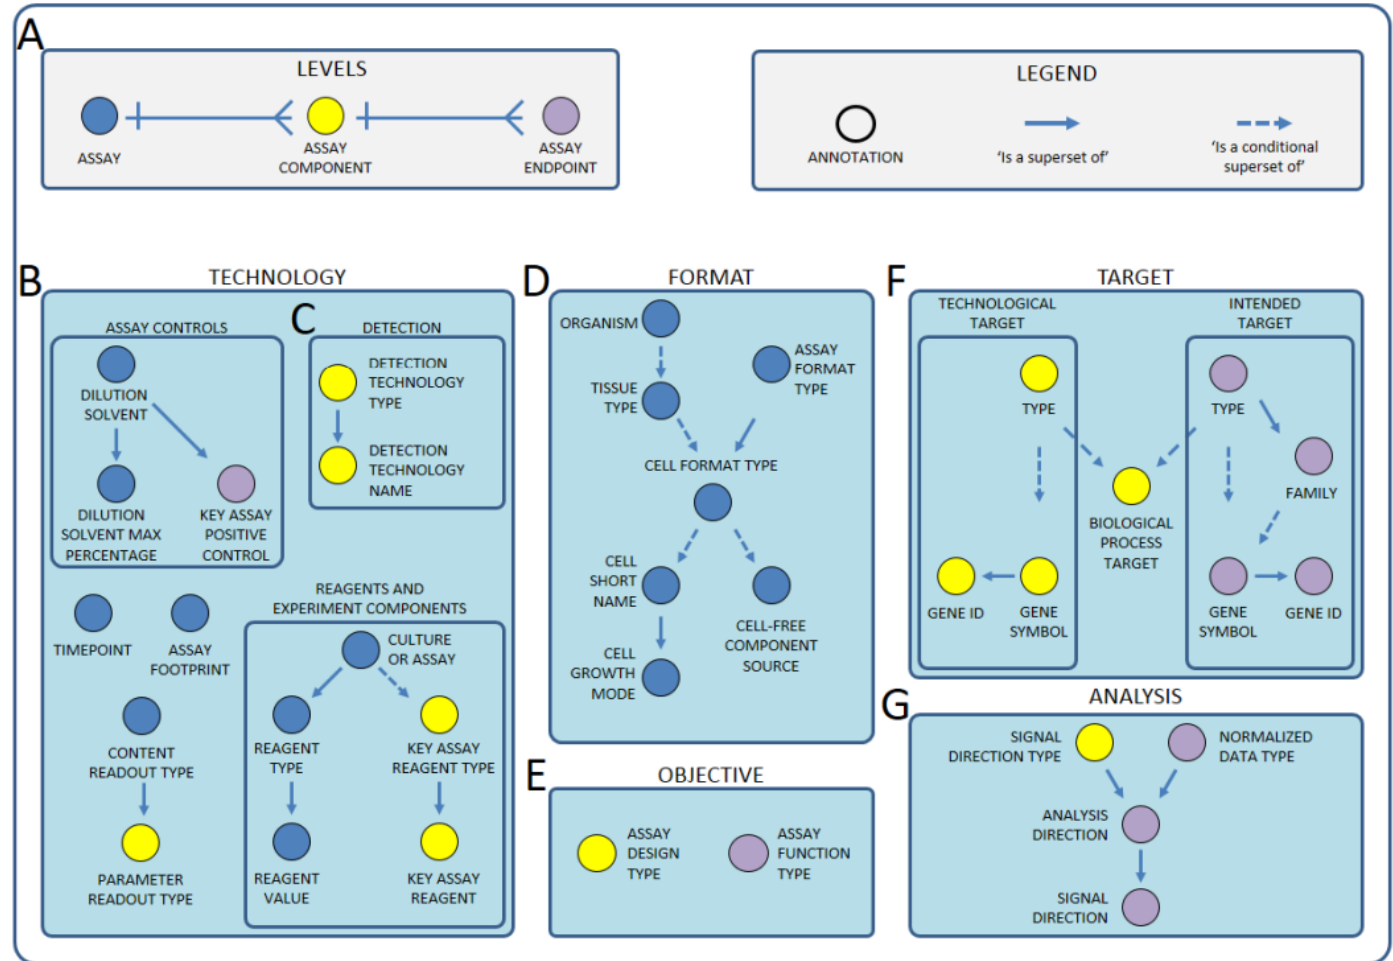 A
LEVELS
ASSAY
ASSAY
COMPONENT
ASSAY
ENDPOINT
LEGEND
ANNOTATION
‘Is a superset of’
‘Is a conditional
superset of’
B
TECHNOLOGY
ASSAY CONTROLS
DILUTION
SOLVENT
DILUTION
SOLVENT MAX
PERCENTAGE
KEY ASSAY
POSITIVE
CONTROL
C
DETECTION
DETECTION
TECHNOLOGY
TYPE
DETECTION
TECHNOLOGY
NAME
TIMEPOINT
ASSAY
FOOTPRINT
CONTENT
READOUT TYPE
PARAMETER
READOUT TYPE
REAGENTS AND
EXPERIMENT COMPONENTS
CULTURE
OR ASSAY
REAGENT
TYPE
KEY ASSAY
REAGENT TYPE
REAGENT
VALUE
KEY ASSAY
REAGENT
D
FORMAT
ORGANISM
ASSAY
FORMAT
TYPE
TISSUE
TYPE
CELL FORMAT TYPE
CELL
SHORT
NAME
CELL-FREE
COMPONENT
SOURCE
CELL
GROWTH
MODE
E
OBJECTIVE
ASSAY
DESIGN
TYPE
ASSAY
FUNCTION
TYPE
F
TARGET
TECHNOLOGICAL
TARGET
INTENDED
TARGET
TYPE
TYPE
FAMILY
BIOLOGICAL
PROCESS
TARGET
GENE ID
GENE
SYMBOL
GENE
SYMBOL
GENE ID
G
ANALYSIS
SIGNAL
DIRECTION TYPE
NORMALIZED
DATA TYPE
ANALYSIS
DIRECTION
SIGNAL
DIRECTION